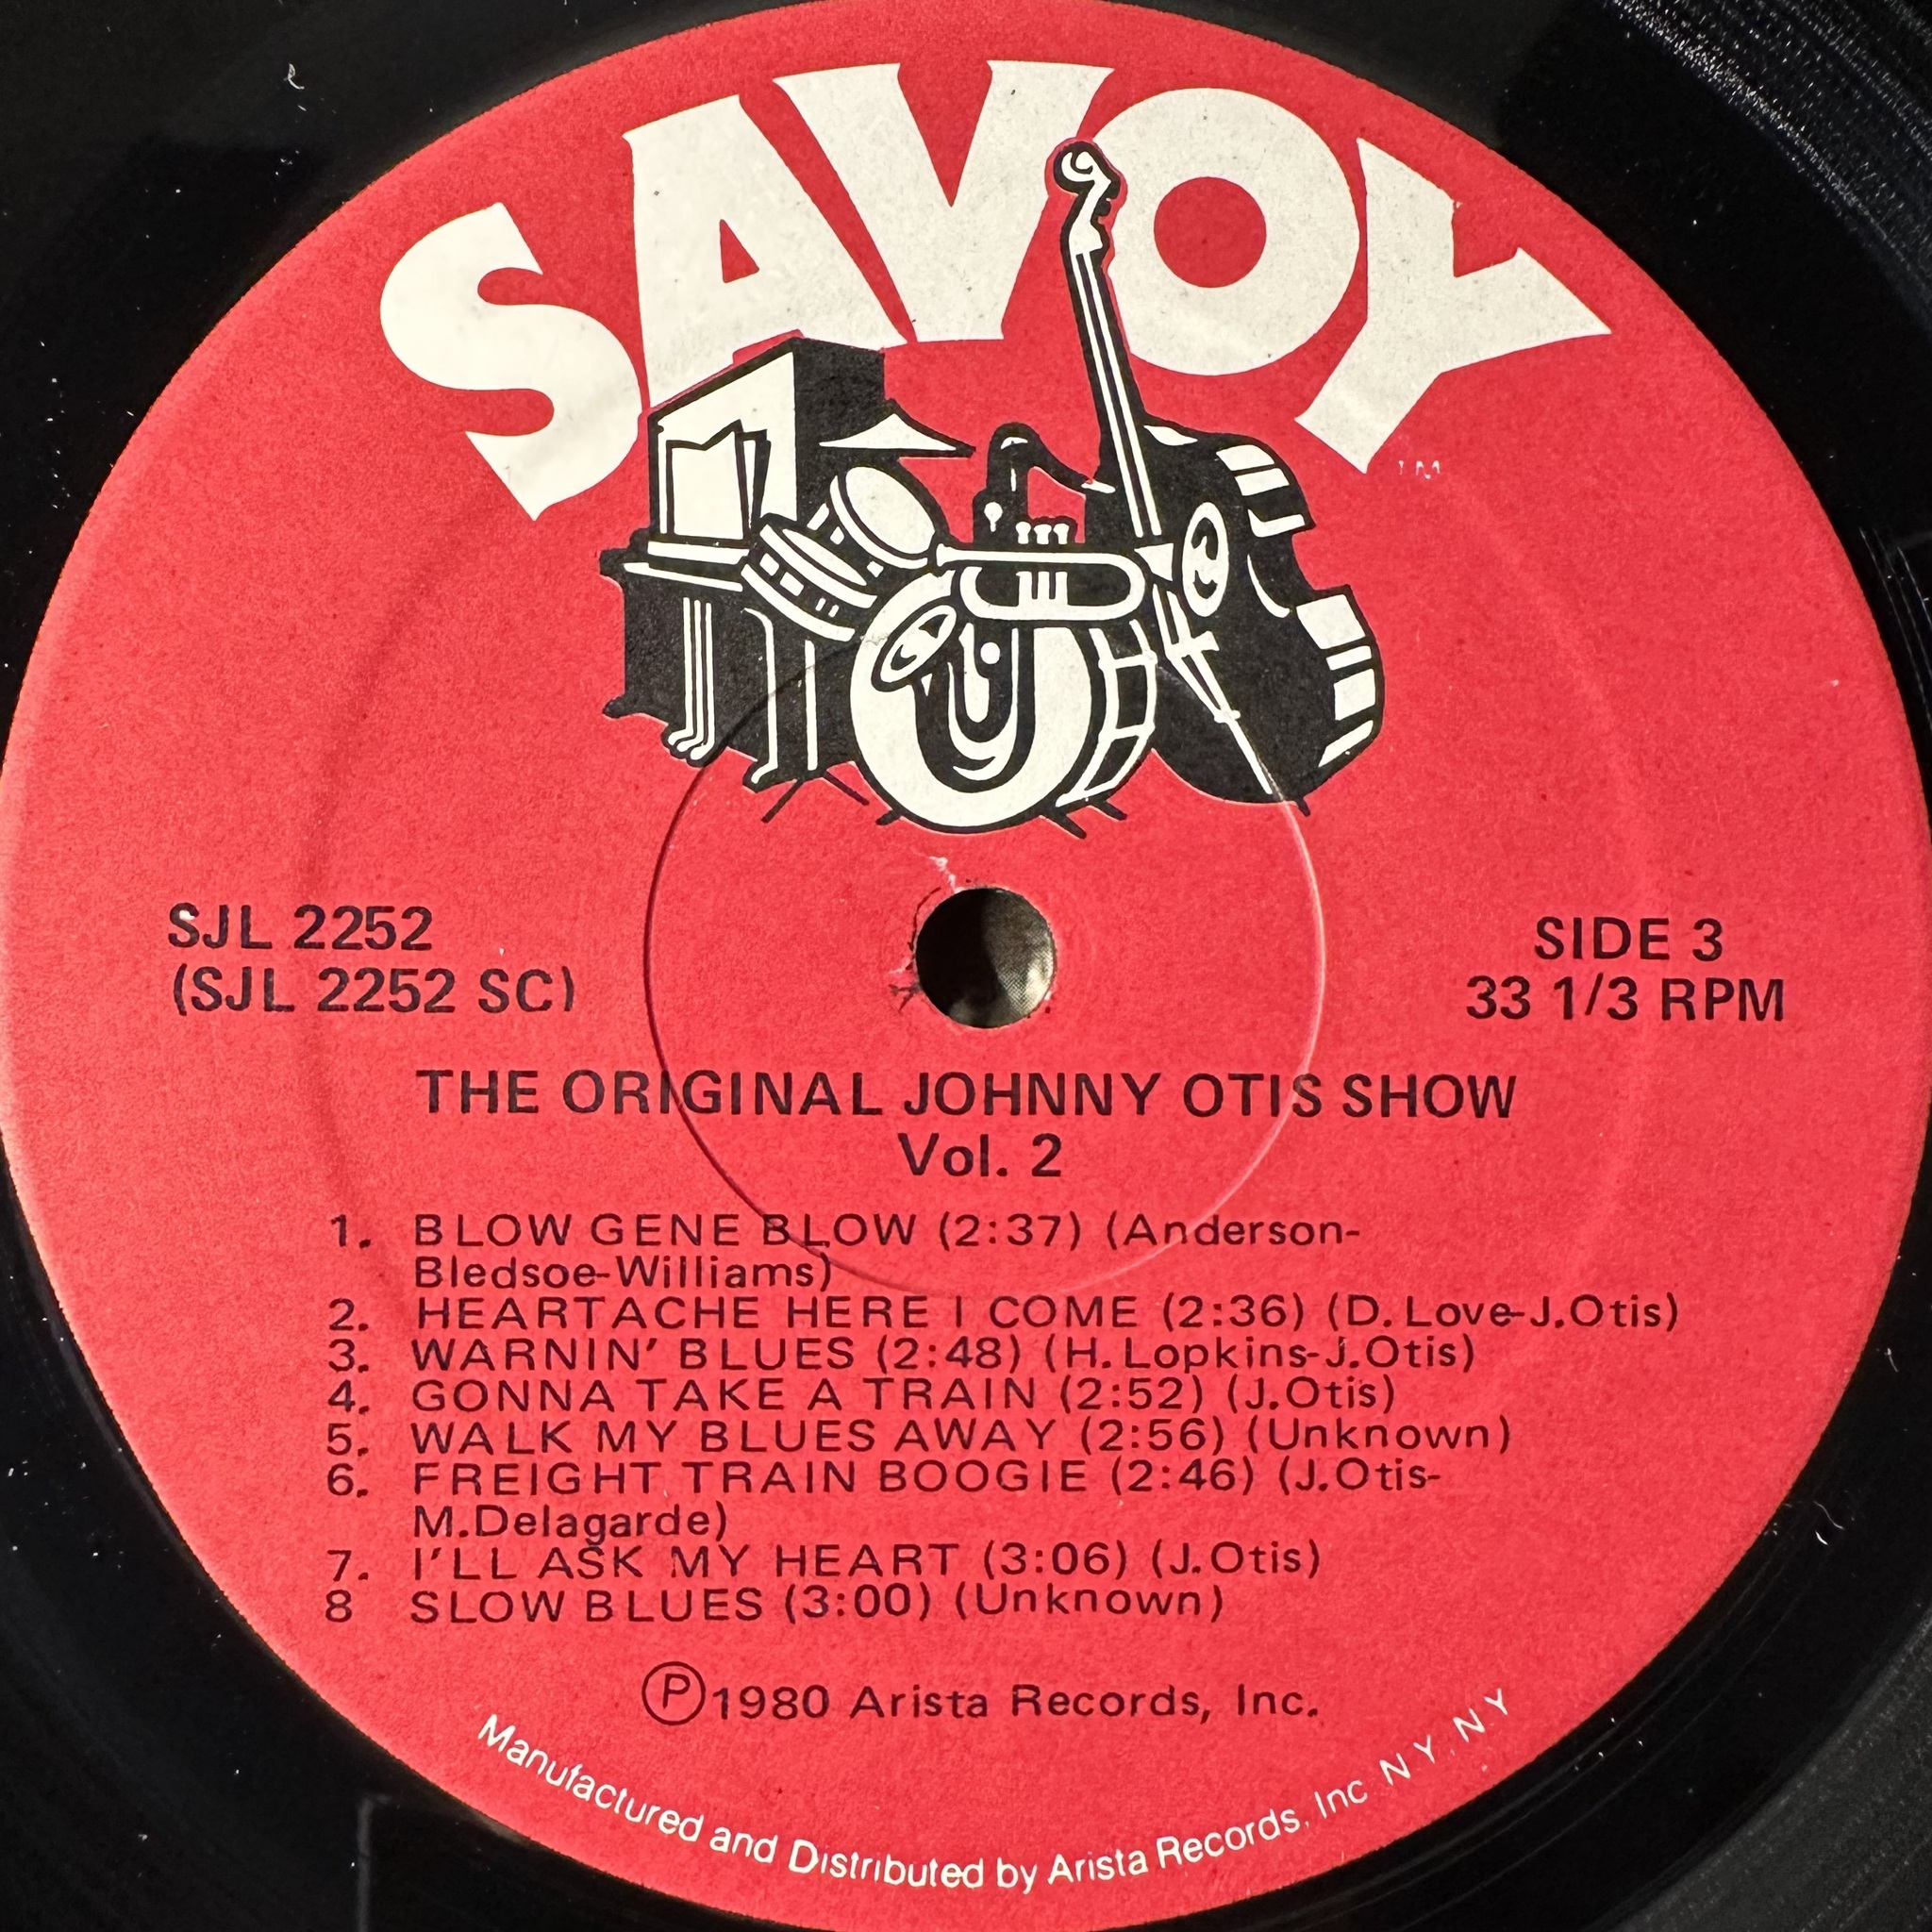 SAVOY
TM
SJL 2252
(SJL 2252 SC)
SIDE 3
33 1/3 RPM
THE ORIGINAL JOHNNY OTIS SHOW
Vol. 2
1. BLOW GENE BLOW (2:37) (Anderson-
Bledsoe-Williams)
2. HEARTACHE HERE I COME (2:36) (D.Love-J.Otis)
3. WARNIN' BLUES (2:48) (H.Lopkins-J.Otis)
4. GONNA TAKE A TRAIN (2:52) (J.Otis)
5. WALK MY BLUES AWAY (2:56) (Unknown)
6. FREIGHT TRAIN BOOGIE (2:46) (J.Otis-
M.Delagarde)
7. I'LL ASK MY HEART (3:06) (J.Otis)
8 SLOW BLUES (3:00) (Unknown)
Ⓟ1980 Arista Records, Inc.
Manufactured and Distributed by Arista Records, Inc N Y, N Y